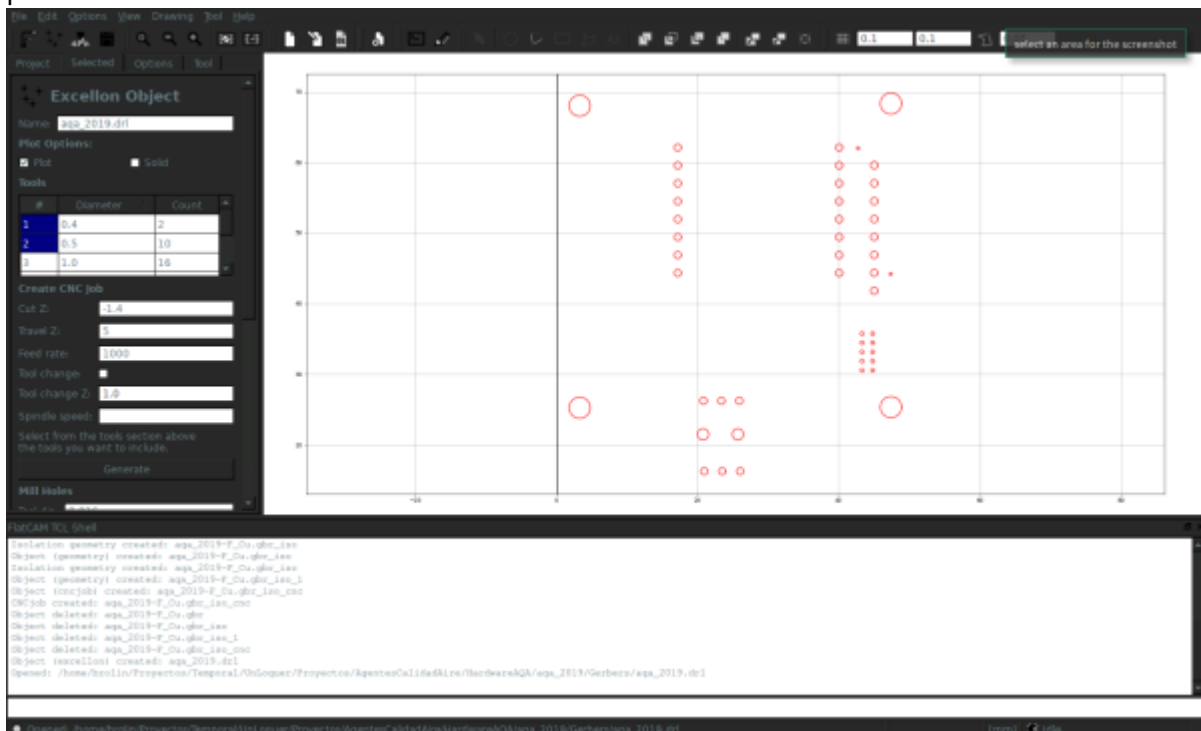 File Edit Options View Drawing Tool Help
0.1 0.1
select an area for the screenshot
Project Selected Options Tool
Excellon Object
Name: aqa_2019.drl
Plot Options:
Plot Solid
Tools
# Diameter Count
1 0.4 2
2 0.5 10
3 1.0 16
Create CNC Job
Cut Z: -1.4
Travel Z: 5
Feed rate: 1000
Tool change:
Tool change Z: 1.0
Spindle speed:
Select from the tools section above
the tools you want to include.
Generate
Mill Holes
FlatCAM TCL Shell
Isolation geometry created: aqa_2019-F_Cu.gbr_iso
Object (geometry) created: aqa_2019-F_Cu.gbr_iso
Isolation geometry created: aqa_2019-F_Cu.gbr_iso
Object (geometry) created: aqa_2019-F_Cu.gbr_iso_1
Object (cncjob) created: aqa_2019-F_Cu.gbr_iso_cnc
CNCjob created: aqa_2019-F_Cu.gbr_iso_cnc
Object deleted: aqa_2019-F_Cu.gbr
Object deleted: aqa_2019-F_Cu.gbr_iso
Object deleted: aqa_2019-F_Cu.gbr_iso_1
Object deleted: aqa_2019-F_Cu.gbr_iso_cnc
Object (excellon) created: aqa_2019.drl
Opened: /home/brolin/Proyectos/Temporal/UnLoquer/Proyectos/AgentesCalidadAire/HardwareAQA/aqa_2019/Gerbers/aqa_2019.drl
[mm] Idle